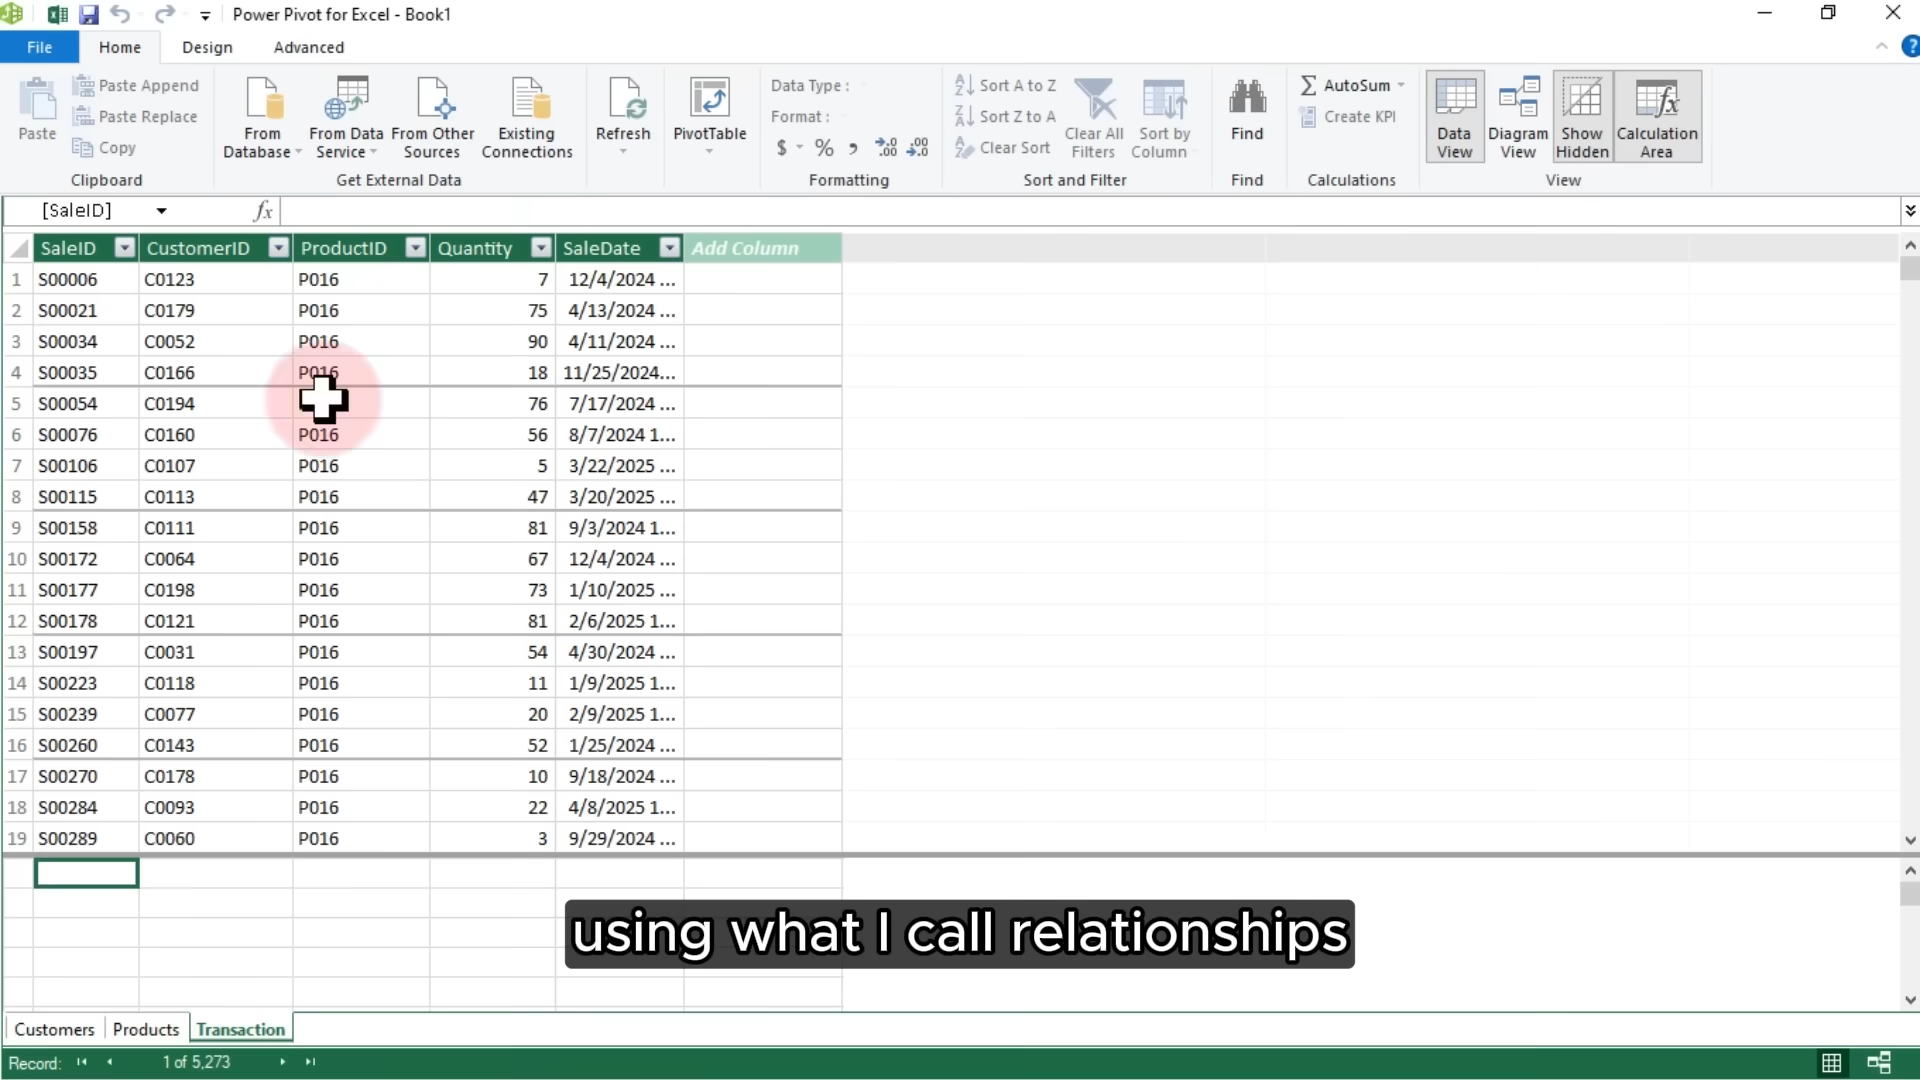 Power Pivot for Excel - Book1
File Home Design Advanced
Paste
Paste Append
Paste Replace
Copy
Clipboard
From Database
From Data Service
From Other Sources
Existing Connections
Get External Data
Refresh
PivotTable
Data Type :
Format :
$ % , .00 .00
Formatting
Sort A to Z
Sort Z to A
Clear Sort
Clear All Filters
Sort by Column
Sort and Filter
Find
Find
AutoSum
Create KPI
Calculations
Data View
Diagram View
Show Hidden
Calculation Area
View
[SaleID] fx
SaleID CustomerID ProductID Quantity SaleDate Add Column
1 S00006 C0123 P016 7 12/4/2024 ...
2 S00021 C0179 P016 75 4/13/2024 ...
3 S00034 C0052 P016 90 4/11/2024 ...
4 S00035 C0166 P016 18 11/25/2024...
5 S00054 C0194 76 7/17/2024 ...
6 S00076 C0160 P016 56 8/7/2024 1...
7 S00106 C0107 P016 5 3/22/2025 ...
8 S00115 C0113 P016 47 3/20/2025 ...
9 S00158 C0111 P016 81 9/3/2024 1...
10 S00172 C0064 P016 67 12/4/2024 ...
11 S00177 C0198 P016 73 1/10/2025 ...
12 S00178 C0121 P016 81 2/6/2025 1...
13 S00197 C0031 P016 54 4/30/2024 ...
14 S00223 C0118 P016 11 1/9/2025 1...
15 S00239 C0077 P016 20 2/9/2025 1...
16 S00260 C0143 P016 52 1/25/2024 ...
17 S00270 C0178 P016 10 9/18/2024 ...
18 S00284 C0093 P016 22 4/8/2025 1...
19 S00289 C0060 P016 3 9/29/2024 ...
using what I call relationships
Customers Products Transaction
Record: 1 of 5,273